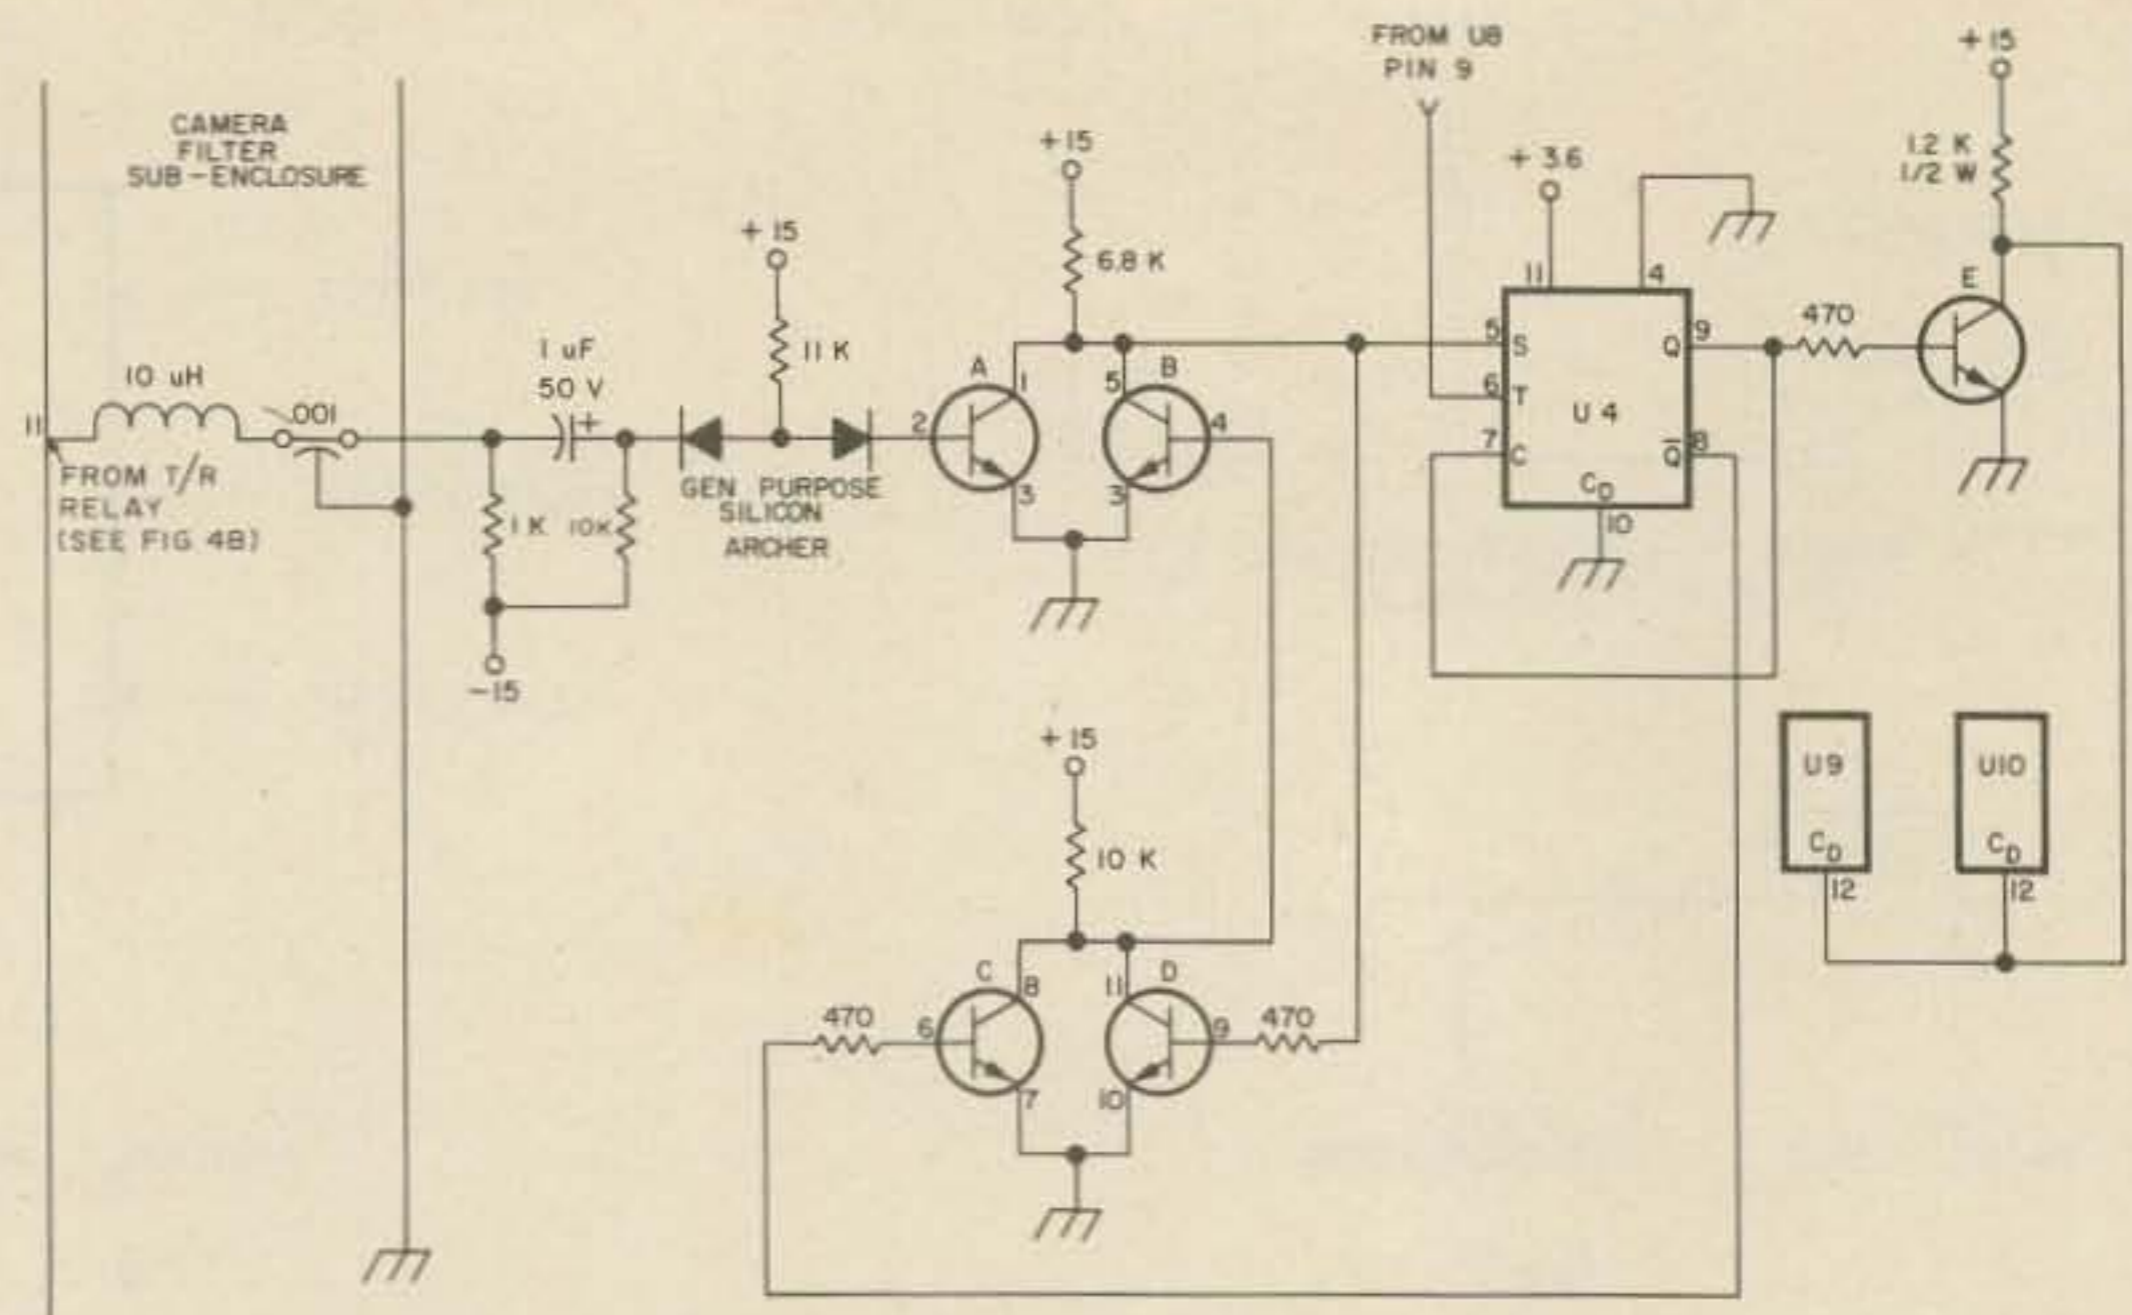 FROM U8
PIN 9
+15
CAMERA
FILTER
SUB-ENCLOSURE
+15
+3.6
1.2 K
1/2 W
+15
6.8 K
11
4
E
1 uF
50 V
+
11 K
5
S
Q
9
470
10 uH
.001
A
1
5
B
6
T
U4
11
2
4
7
C
Q̅
8
FROM T/R
RELAY
(SEE FIG 4B)
1 K
10K
GEN PURPOSE
SILICON
ARCHER
3
3
CD
10
-15
+15
U9
U10
10 K
CD
CD
12
12
C
8
11
D
470
6
9
470
7
10